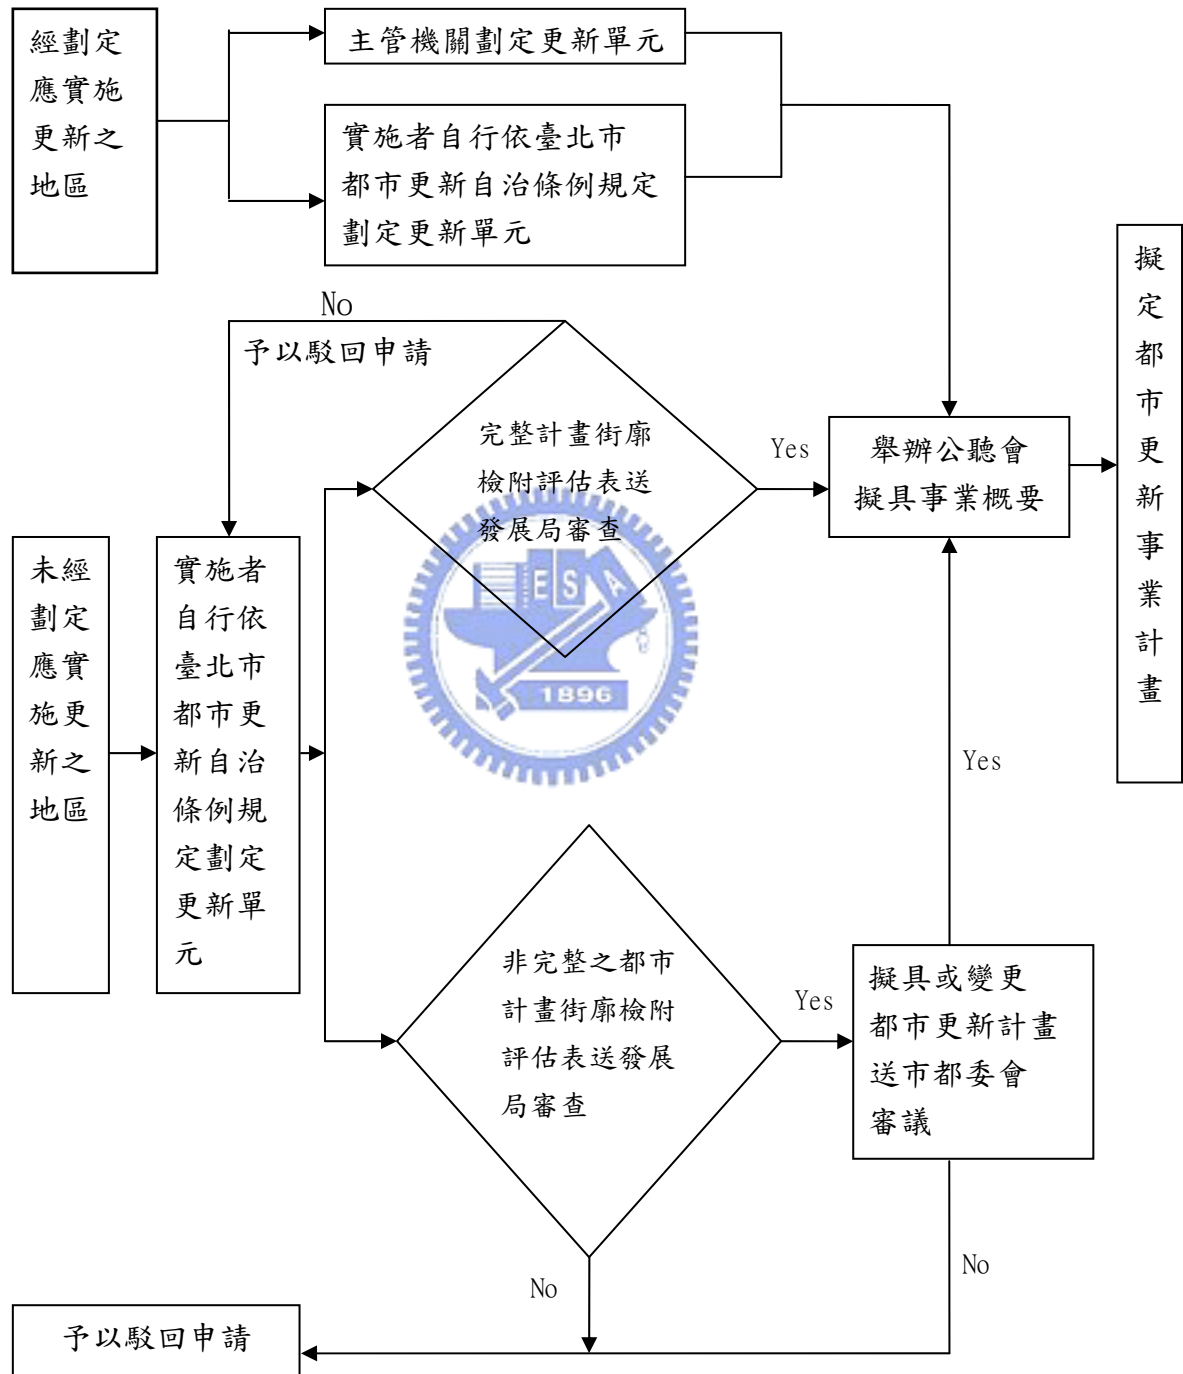 經劃定
應實施
更新之
地區
主管機關劃定更新單元
實施者自行依臺北市
都市更新自治條例規定
劃定更新單元
No
予以駁回申請
完整計畫街廓
檢附評估表送
發展局審查
Yes
舉辦公聽會
擬具事業概要
擬定都市更新事業計畫
未經
劃定
應實
施更
新之
地區
實施者
自行依
臺北市
都市更
新自治
條例規
定劃定
更新單
元
ESA
1896
Yes
非完整之都市
計畫街廓檢附
評估表送發展
局審查
Yes
擬具或變更
都市更新計畫
送市都委會
審議
No
No
予以駁回申請